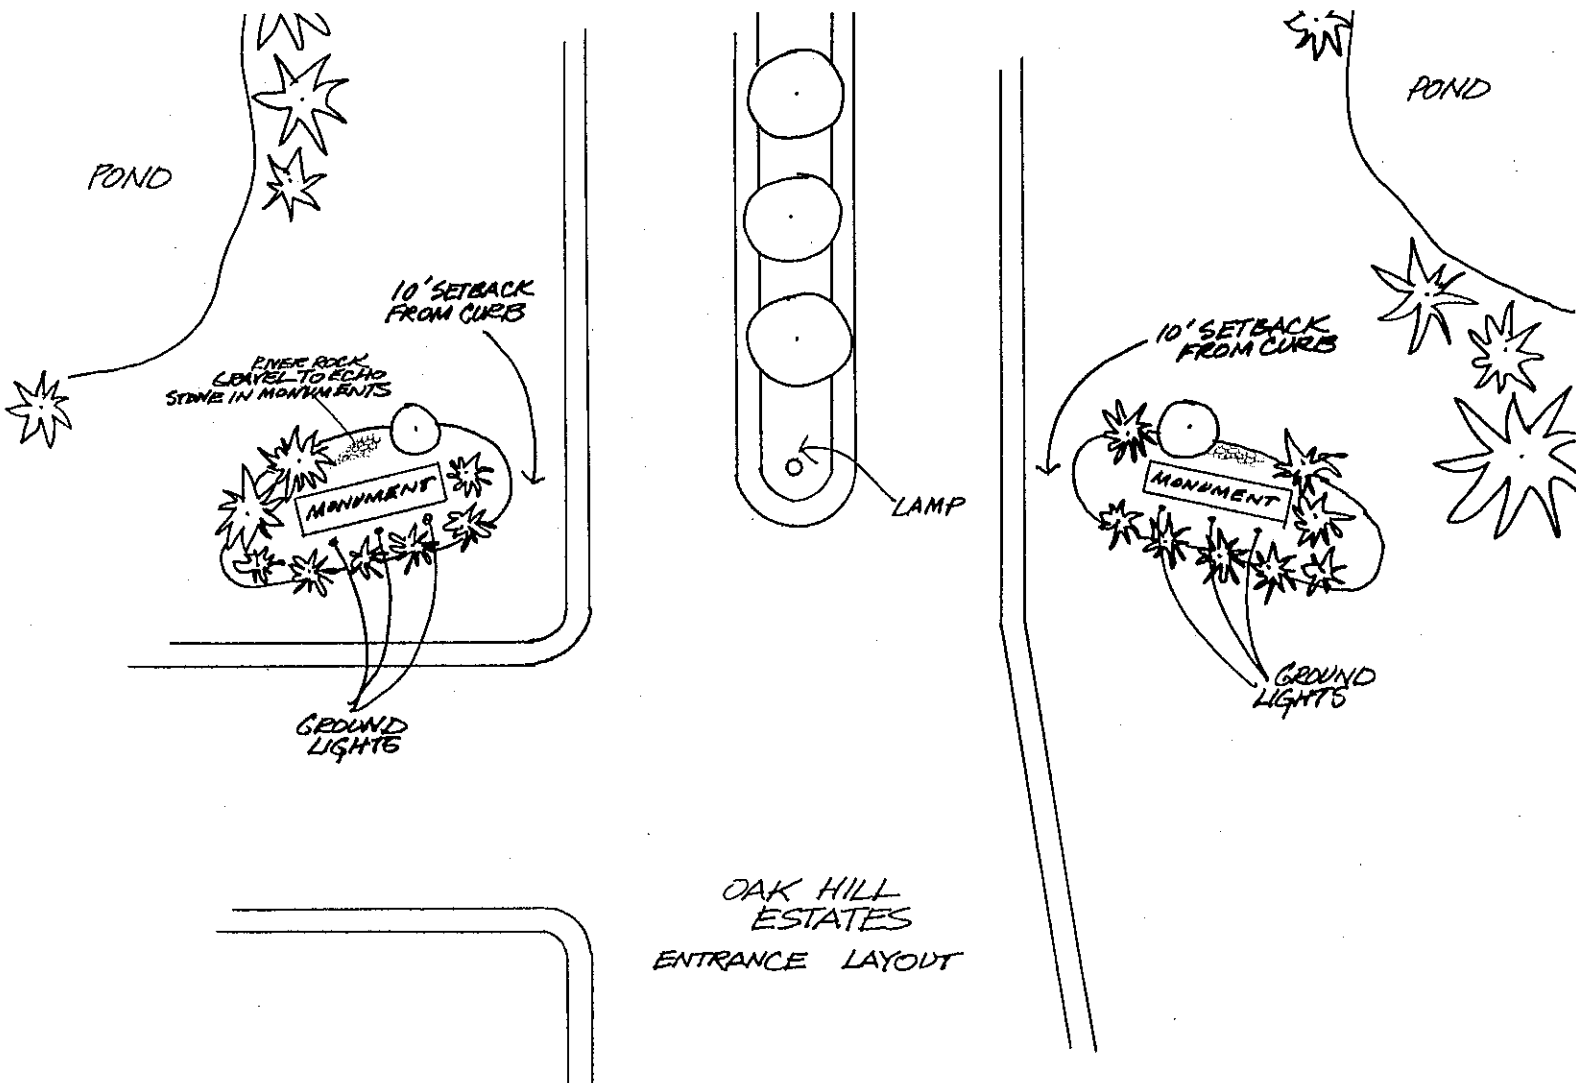 POND
POND
10' SETBACK
FROM CURB
10' SETBACK
FROM CURB
RIVER ROCK
GRAVEL TO ECHO
STONE IN MONUMENTS
MONUMENT
MONUMENT
LAMP
GROUND
LIGHTS
GROUND
LIGHTS
OAK HILL
ESTATES
ENTRANCE LAYOUT